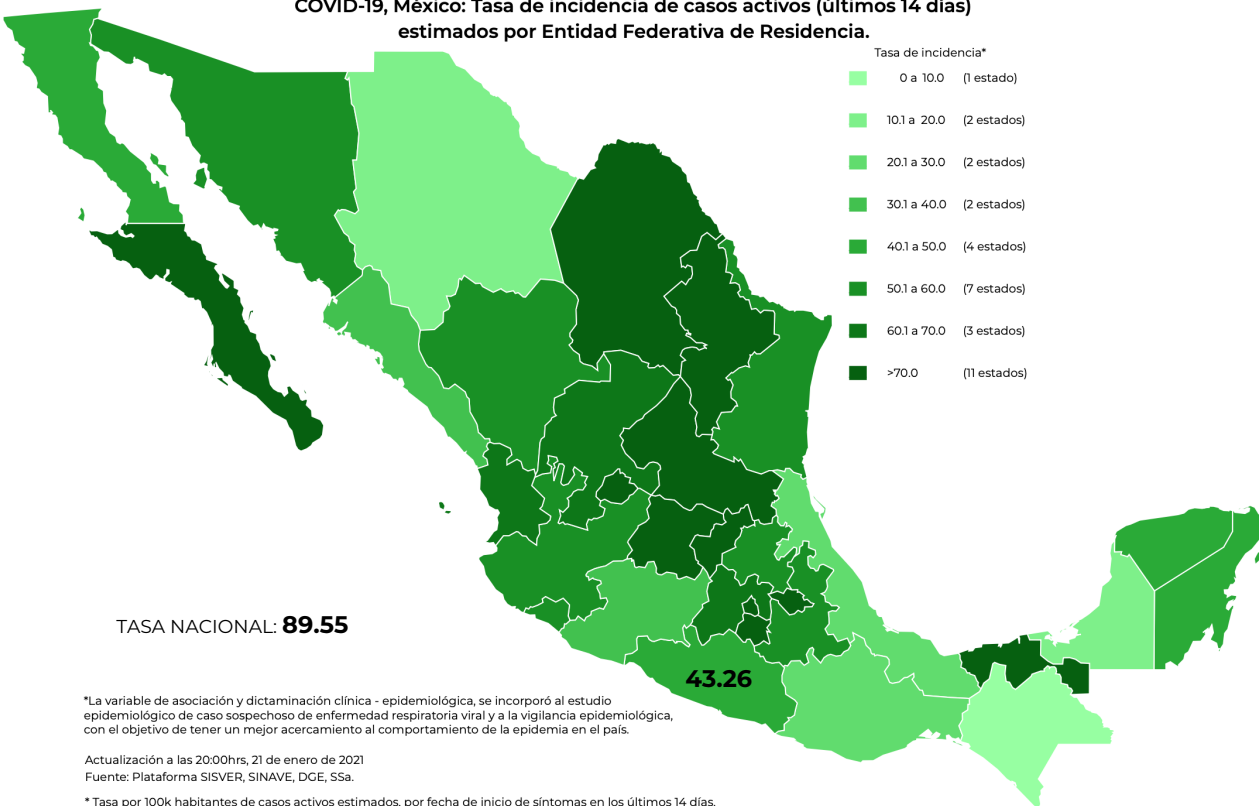 COVID-19, México: Tasa de incidencia de casos activos (últimos 14 días)
estimados por Entidad Federativa de Residencia.
Tasa de incidencia*
0 a 10.0 (1 estado)
10.1 a 20.0 (2 estados)
20.1 a 30.0 (2 estados)
30.1 a 40.0 (2 estados)
40.1 a 50.0 (4 estados)
50.1 a 60.0 (7 estados)
60.1 a 70.0 (3 estados)
>70.0 (11 estados)
TASA NACIONAL: 89.55
43.26
*La variable de asociación y dictaminación clínica - epidemiológica, se incorporó al estudio
epidemiológico de caso sospechoso de enfermedad respiratoria viral y a la vigilancia epidemiológica,
con el objetivo de tener un mejor acercamiento al comportamiento de la epidemia en el país.
Actualización a las 20:00hrs, 21 de enero de 2021
Fuente: Plataforma SISVER, SINAVE, DGE, SSa.
* Tasa por 100k habitantes de casos activos estimados, por fecha de inicio de síntomas en los últimos 14 días.